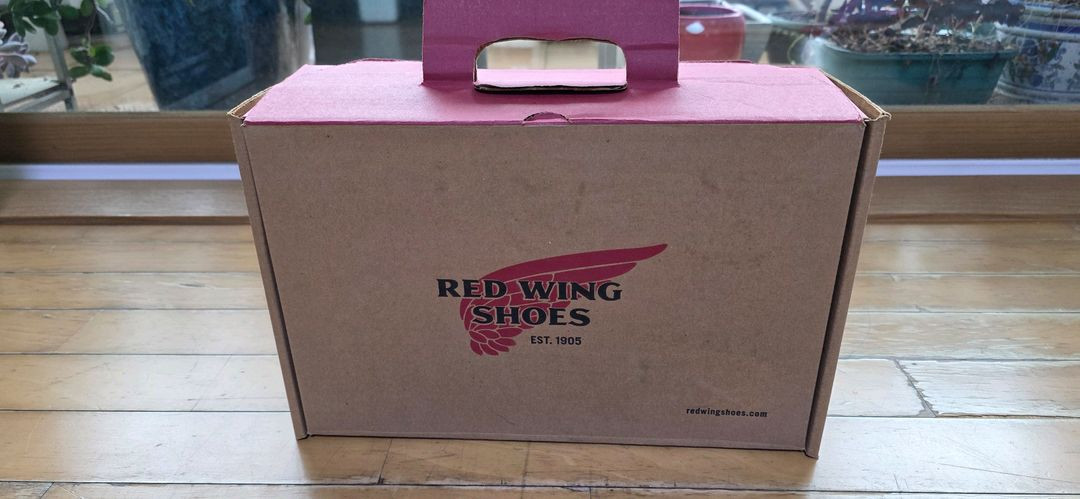 RED WING
SHOES
EST. 1905
redwingshoes.com